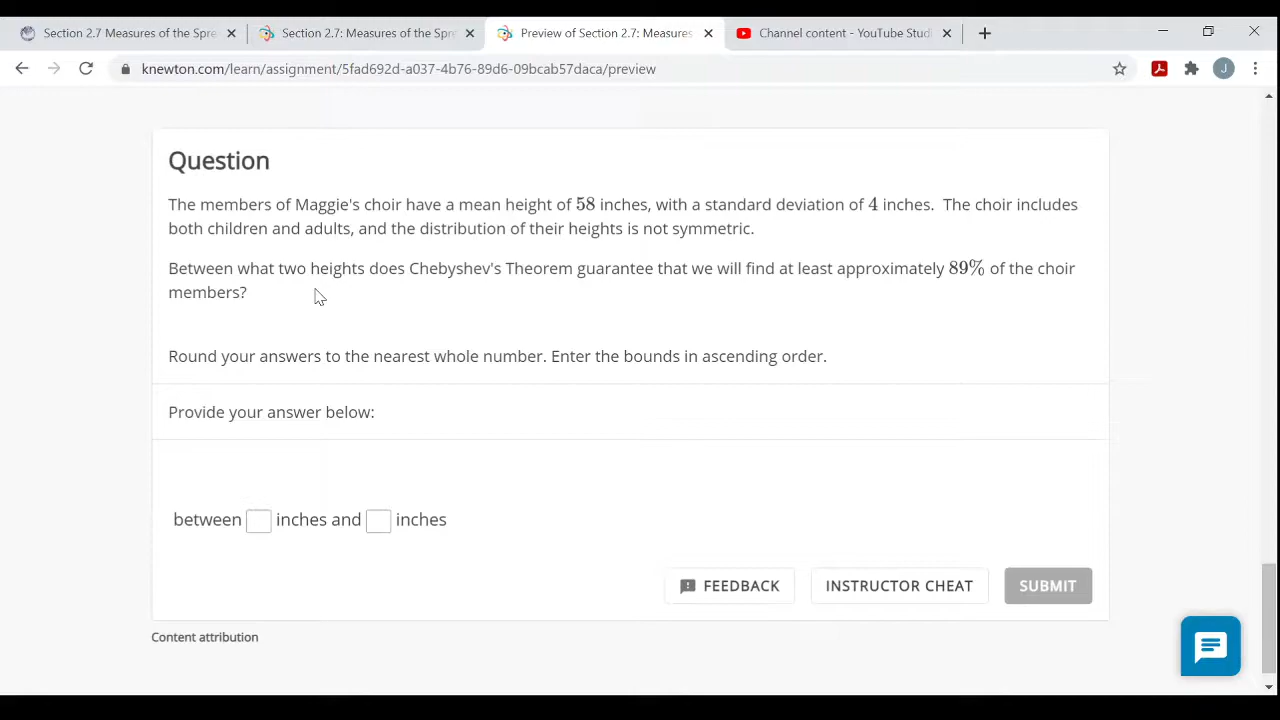 Section 2.7 Measures of the Spre
Section 2.7: Measures of the Spre
Preview of Section 2.7: Measures
Channel content - YouTube Studi
knewton.com/learn/assignment/5fad692d-a037-4b76-89d6-09bcab57daca/preview
J
Question
The members of Maggie's choir have a mean height of 58 inches, with a standard deviation of 4 inches. The choir includes
both children and adults, and the distribution of their heights is not symmetric.
Between what two heights does Chebyshev's Theorem guarantee that we will find at least approximately 89% of the choir
members?
Round your answers to the nearest whole number. Enter the bounds in ascending order.
Provide your answer below:
between inches and inches
FEEDBACK
INSTRUCTOR CHEAT
SUBMIT
Content attribution